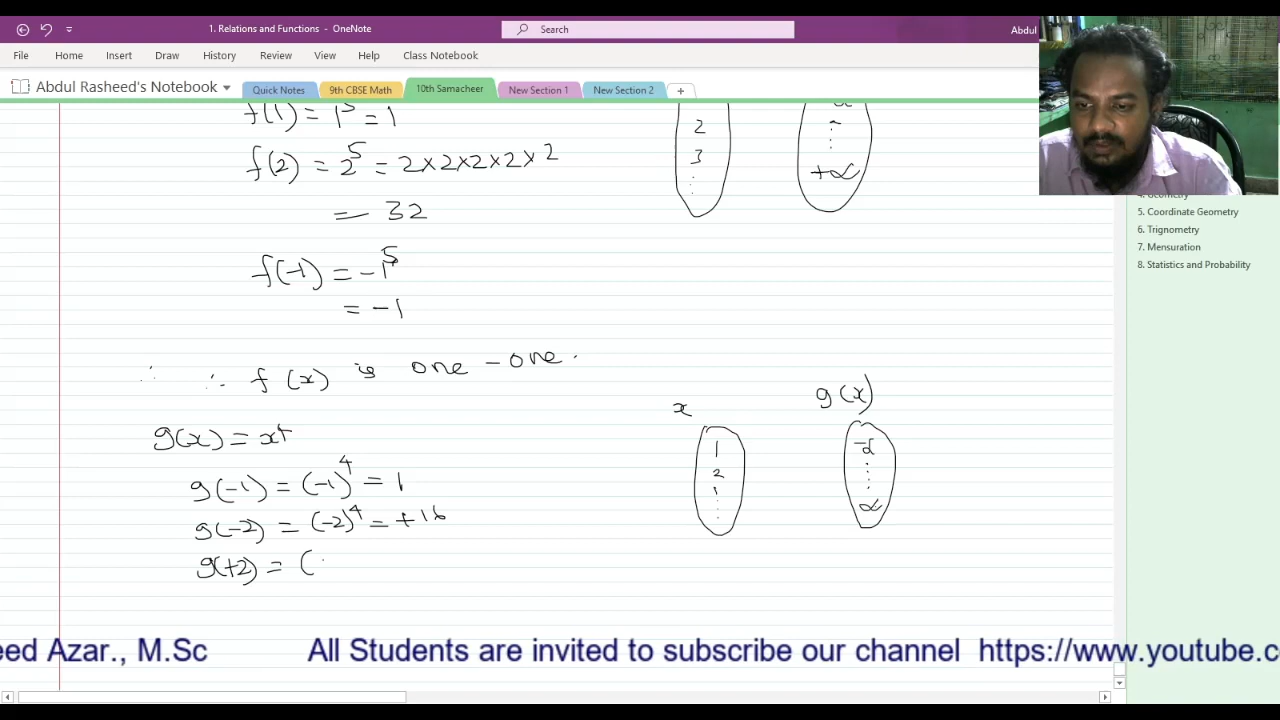 1. Relations and Functions - OneNote
Search
Abdul
File Home Insert Draw History Review View Help Class Notebook
Abdul Rasheed's Notebook
Quick Notes 9th CBSE Math 10th Samacheer New Section 1 New Section 2 +
f(1) = 1⁵ = 1
f(2) = 2⁵ = 2×2×2×2×2
= 32
f(-1) = -1⁵
= -1
∴ ∴ f(x) is one - one.
g(x) = x⁴
g(-1) = (-1)⁴ = 1
g(-2) = (-2)⁴ = +16
g(+2) = (
2
3
⋮
⋮
+α
x
g(x)
1
2
⋮
-α
⋮
α
5. Coordinate Geometry
6. Trignometry
7. Mensuration
8. Statistics and Probability
eed Azar., M.Sc All Students are invited to subscribe our channel https://www.youtube.c